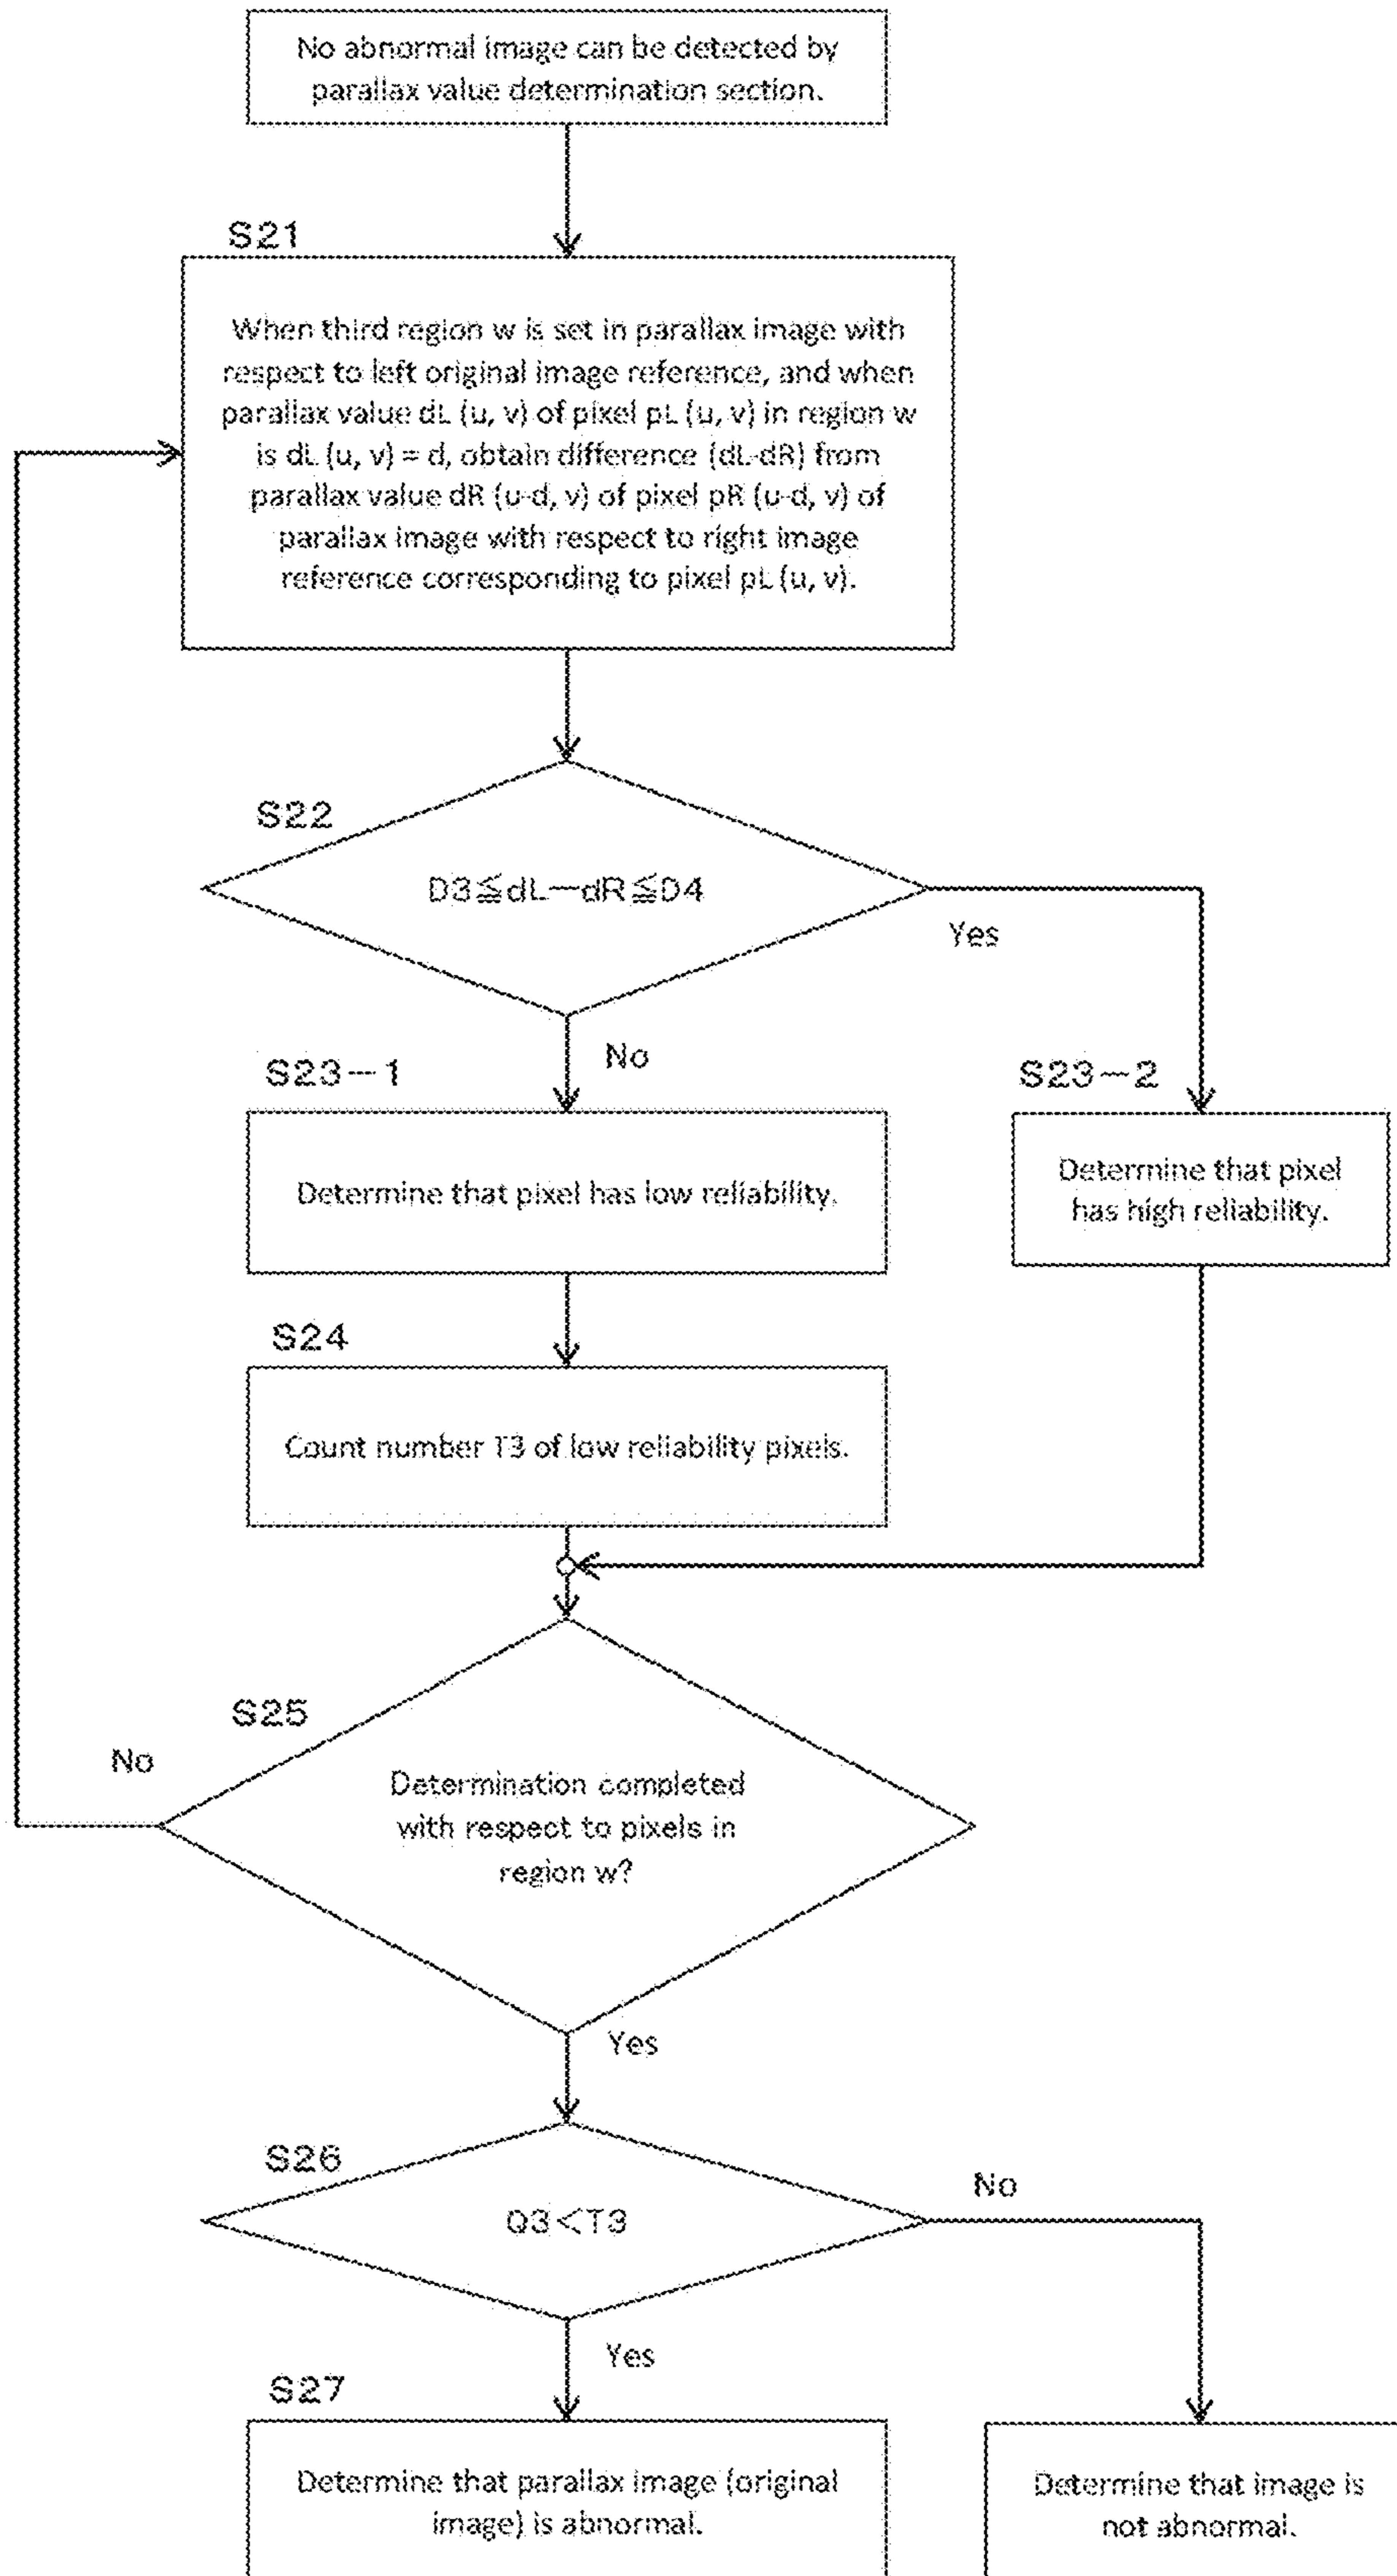 No abnormal image can be detected by
parallax value determination section.
S21
When third region w is set in parallax image with
respect to left original image reference, and when
parallax value dL (u, v) of pixel pL (u, v) in region w
is dL (u, v) = d, obtain difference (dL-dR) from
parallax value dR (u-d, v) of pixel pR (u-d, v) of
parallax image with respect to right image
reference corresponding to pixel pL (u, v).
S22
D3≦dL—dR≦D4
Yes
No
S23—1
S23—2
Determine that pixel has low reliability.
Determine that pixel
has high reliability.
S24
Count number T3 of low reliability pixels.
S25
No
Determination completed
with respect to pixels in
region w?
Yes
S26
No
Q3<T3
Yes
S27
Determine that parallax image (original
image) is abnormal.
Determine that image is
not abnormal.